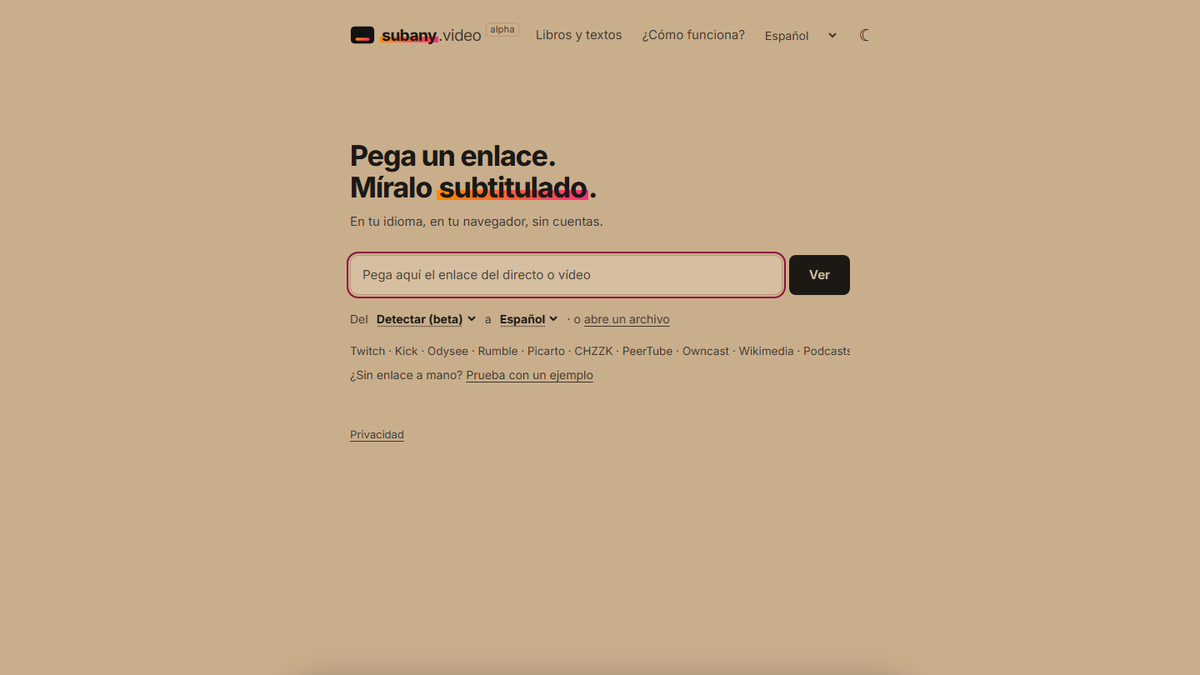 subany.video alpha Libros y textos ¿Cómo funciona? Español
Pega un enlace.
Míralo subtitulado.
En tu idioma, en tu navegador, sin cuentas.
Pega aquí el enlace del directo o vídeo
Ver
Del Detectar (beta) a Español · o abre un archivo
Twitch · Kick · Odysee · Rumble · Picarto · CHZZK · PeerTube · Owncast · Wikimedia · Podcasts
¿Sin enlace a mano? Prueba con un ejemplo
Privacidad